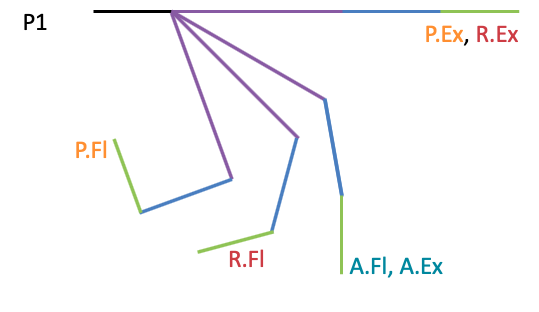 P1
P.Ex, R.Ex
P.Fl
R.Fl
A.Fl, A.Ex